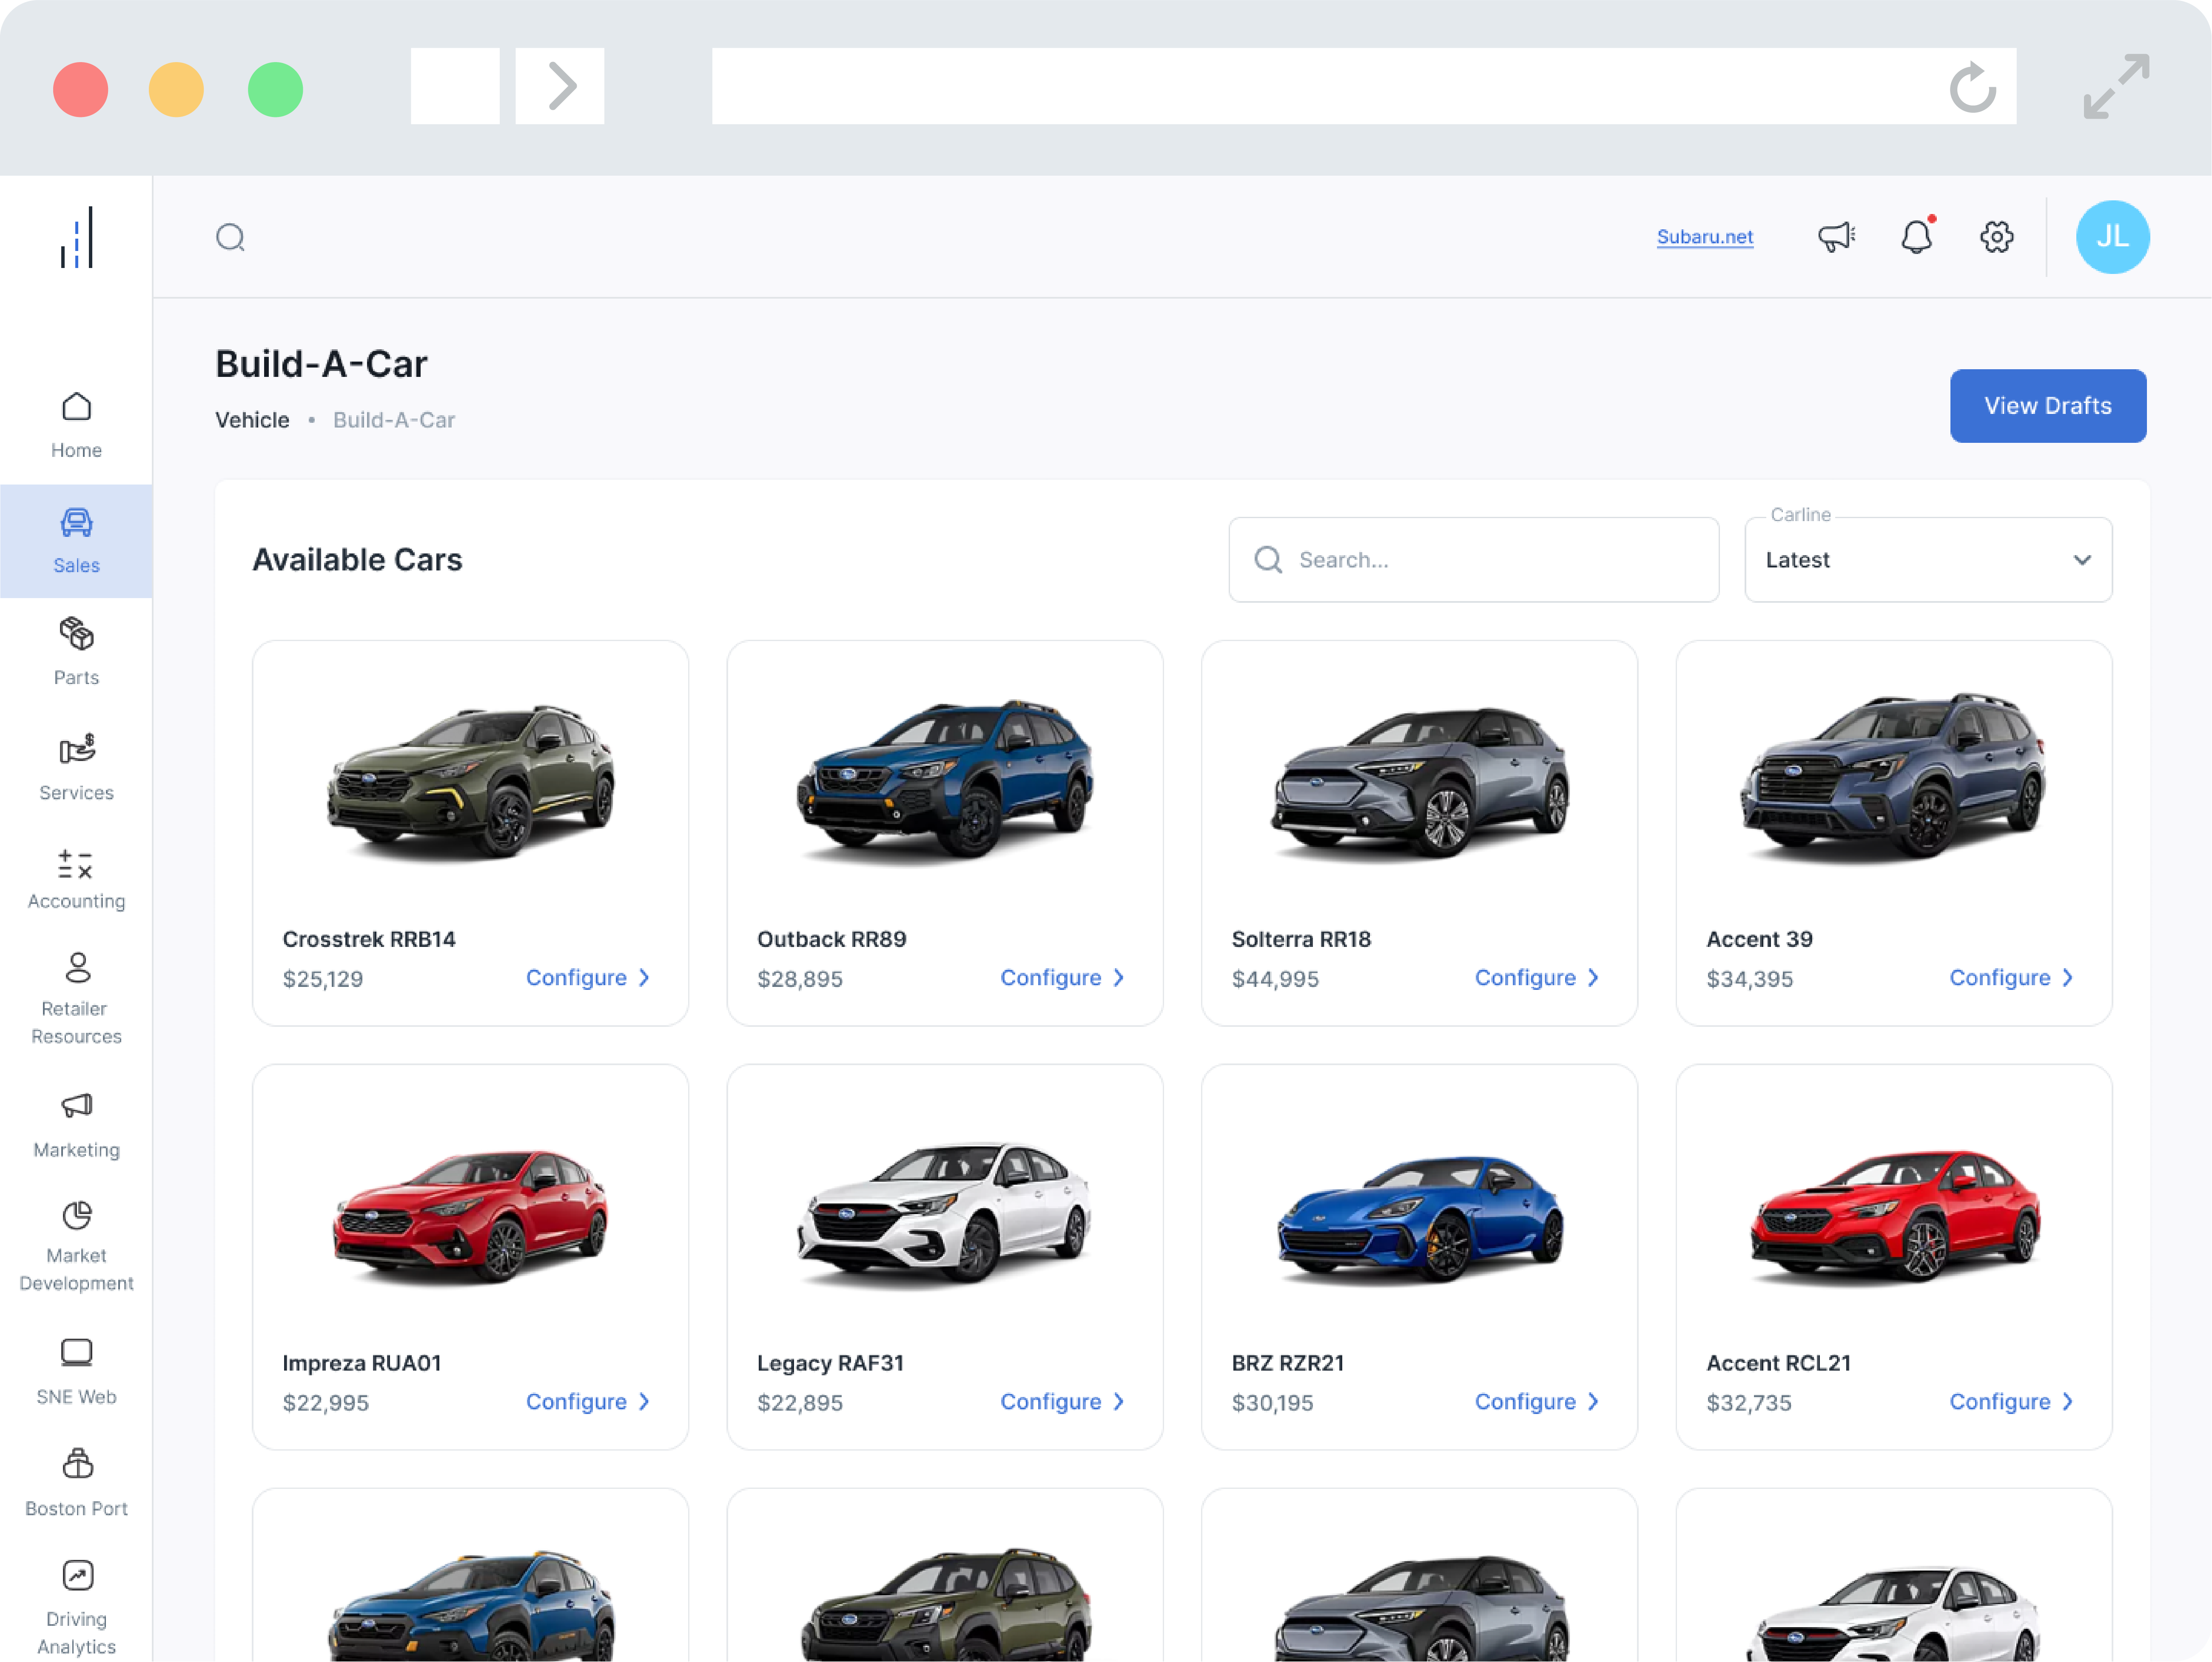 Subaru.net
JL
Build-A-Car
Vehicle • Build-A-Car
View Drafts
Home
Sales
Parts
Services
Accounting
Retailer
Resources
Marketing
Market
Development
SNE Web
Boston Port
Driving
Analytics
Available Cars
Search...
Carline
Latest
Crosstrek RRB14
$25,129
Configure
Outback RR89
$28,895
Configure
Solterra RR18
$44,995
Configure
Accent 39
$34,395
Configure
Impreza RUA01
$22,995
Configure
Legacy RAF31
$22,895
Configure
BRZ RZR21
$30,195
Configure
Accent RCL21
$32,735
Configure